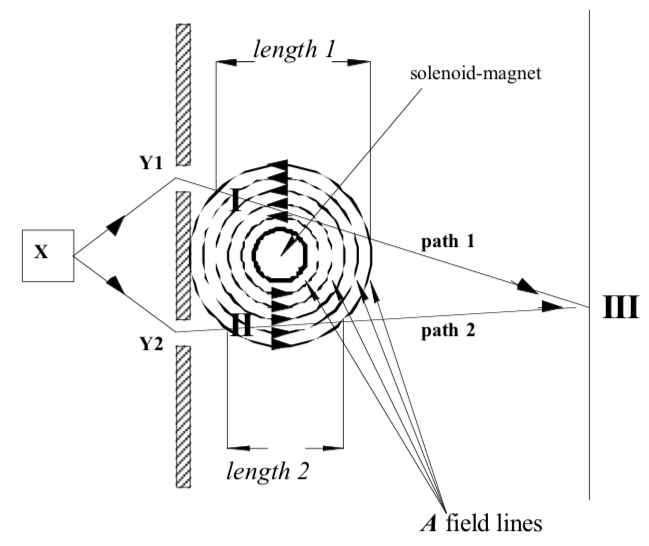 length 1
solenoid-magnet
Y1
I
X
path 1
III
II
path 2
Y2
length 2
A field lines